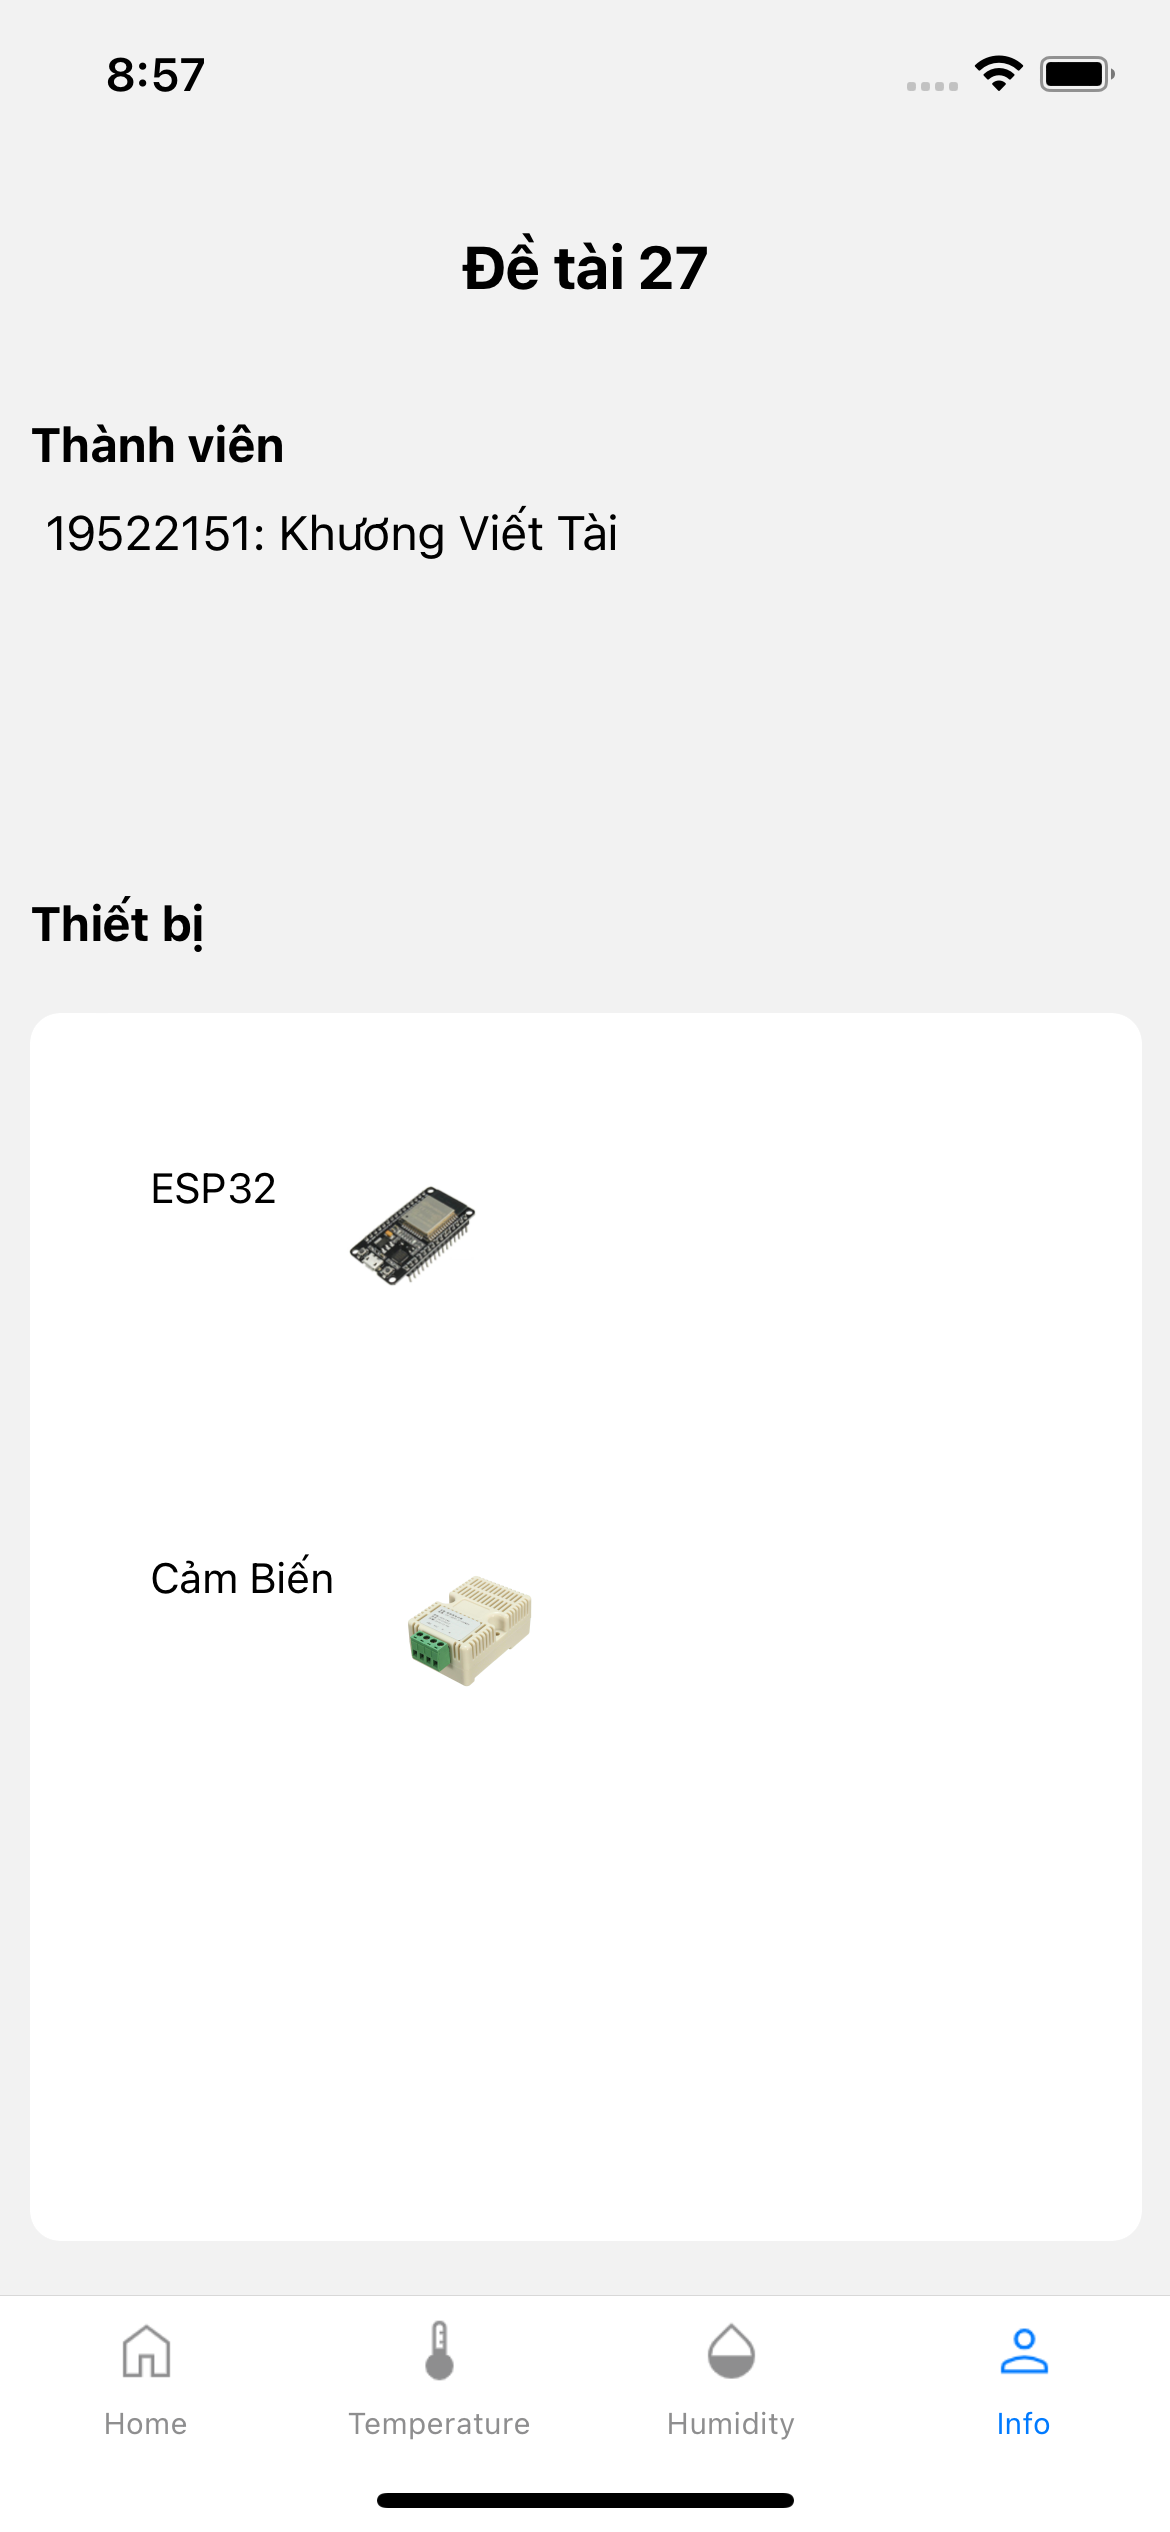 8:57
Đề tài 27
Thành viên
19522151: Khương Viết Tài
Thiết bị
ESP32
Cảm Biến
Home
Temperature
Humidity
Info